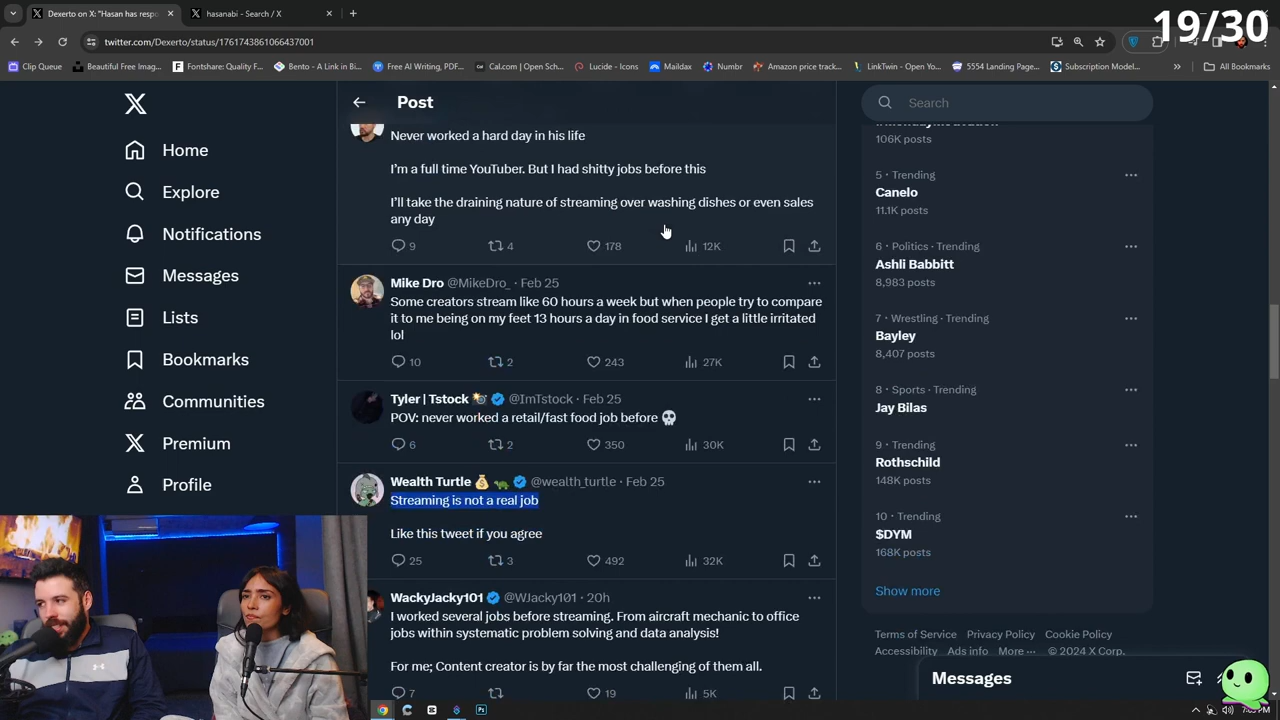 Dexerto on X: "Hasan has resp
hasanabi - Search / X
19/30
twitter.com/Dexerto/status/1761743861066437001
Clip Queue
Beautiful Free Imag...
Fontshare: Quality F...
Bento - A Link in Bi...
Free AI Writing, PDF...
Cal.com | Open Sch...
Lucide - Icons
Maildax
Numbr
Amazon price track...
LinkTwin - Open Yo...
5554 Landing Page...
Subscription Model...
All Bookmarks
Home
Explore
Notifications
Messages
Lists
Bookmarks
Communities
Premium
Profile
Post
Never worked a hard day in his life
I'm a full time YouTuber. But I had shitty jobs before this
I'll take the draining nature of streaming over washing dishes or even sales
any day
9 4 178 12K
Mike Dro @MikeDro_ · Feb 25
Some creators stream like 60 hours a week but when people try to compare
it to me being on my feet 13 hours a day in food service I get a little irritated
lol
10 2 243 27K
Tyler | Tstock @ImTstock · Feb 25
POV: never worked a retail/fast food job before
6 2 350 30K
Wealth Turtle @wealth_turtle · Feb 25
Streaming is not a real job
Like this tweet if you agree
25 3 492 32K
WackyJacky101 @WJacky101 · 20h
I worked several jobs before streaming. From aircraft mechanic to office
jobs within systematic problem solving and data analysis!
For me; Content creator is by far the most challenging of them all.
7 19 5K
Search
106K posts
5 · Trending
Canelo
11.1K posts
6 · Politics · Trending
Ashli Babbitt
8,983 posts
7 · Wrestling · Trending
Bayley
8,407 posts
8 · Sports · Trending
Jay Bilas
9 · Trending
Rothschild
148K posts
10 · Trending
$DYM
168K posts
Show more
Terms of Service Privacy Policy Cookie Policy
Accessibility Ads info More ··· © 2024 X Corp.
Messages